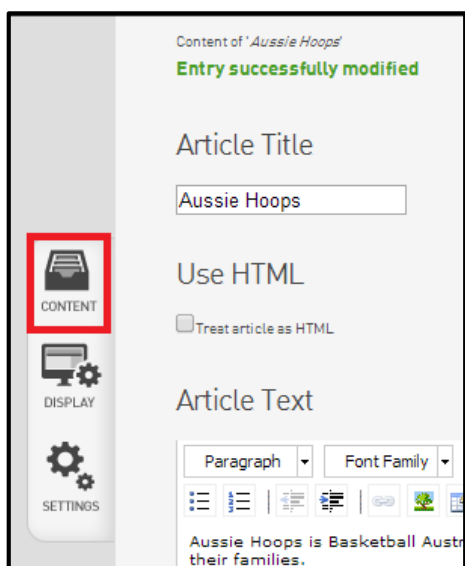 Content of 'Aussie Hoops'
Entry successfully modified
Article Title
Aussie Hoops
Use HTML
CONTENT
Treat article as HTML
DISPLAY
Article Text
Paragraph Font Family
SETTINGS
Aussie Hoops is Basketball Austr
their families.